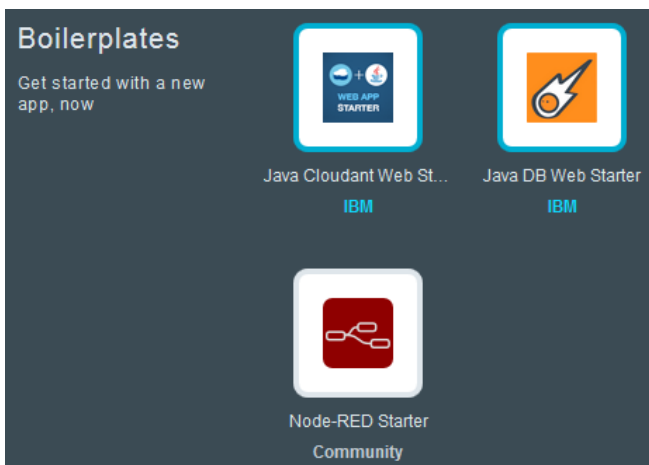 Boilerplates
Get started with a new
app, now
+
WEB APP
STARTER
Java Cloudant Web St...
IBM
Java DB Web Starter
IBM
Node-RED Starter
Community